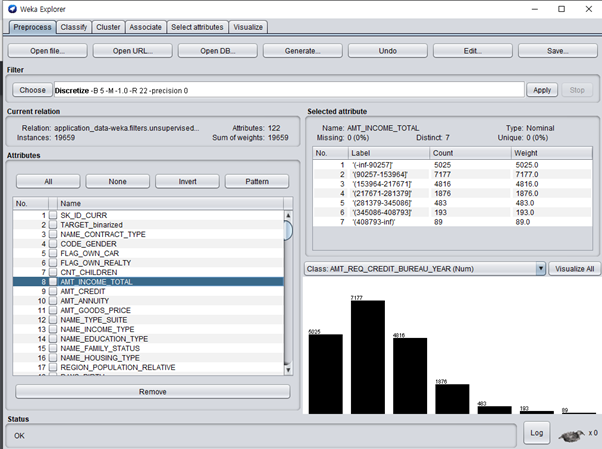 Weka Explorer
Preprocess Classify Cluster Associate Select attributes Visualize
Open file... Open URL... Open DB... Generate... Undo Edit... Save...
Filter
Choose Discretize -B 5 -M -1.0 -R 22 -precision 0 Apply Stop
Current relation
Relation: application_data-weka.filters.unsupervised... Attributes: 122
Instances: 19659 Sum of weights: 19659
Attributes
All None Invert Pattern
No. Name
1 SK_ID_CURR
2 TARGET_binarized
3 NAME_CONTRACT_TYPE
4 CODE_GENDER
5 FLAG_OWN_CAR
6 FLAG_OWN_REALTY
7 CNT_CHILDREN
8 AMT_INCOME_TOTAL
9 AMT_CREDIT
10 AMT_ANNUITY
11 AMT_GOODS_PRICE
12 NAME_TYPE_SUITE
13 NAME_INCOME_TYPE
14 NAME_EDUCATION_TYPE
15 NAME_FAMILY_STATUS
16 NAME_HOUSING_TYPE
17 REGION_POPULATION_RELATIVE
Remove
Selected attribute
Name: AMT_INCOME_TOTAL Type: Nominal
Missing: 0 (0%) Distinct: 7 Unique: 0 (0%)
No. Label Count Weight
1 '(-inf-90257]' 5025 5025.0
2 '(90257-153964]' 7177 7177.0
3 '(153964-217671]' 4816 4816.0
4 '(217671-281379]' 1876 1876.0
5 '(281379-345086]' 483 483.0
6 '(345086-408793]' 193 193.0
7 '(408793-inf)' 89 89.0
Class: AMT_REQ_CREDIT_BUREAU_YEAR (Num) Visualize All
7177
5025
4816
1876
483
193
89
Status
OK
Log x 0